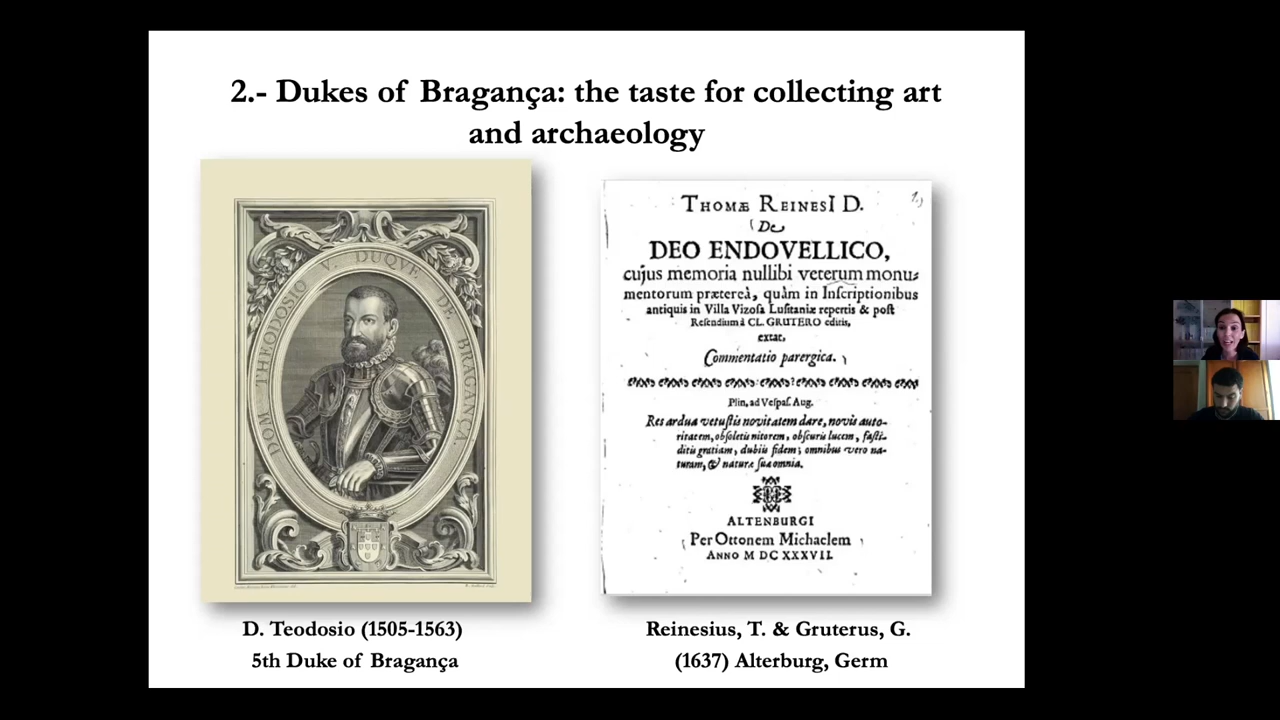 2.- Dukes of Bragança: the taste for collecting art
and archaeology
DOM THEODOSIO V. DUQVE DE BRAGANÇA
D. Teodosio (1505-1563)
5th Duke of Bragança
1.)
THOMÆ REINESI D.
De
DEO ENDOVELLICO,
cujus memoria nullibi veterum monu-
mentorum prætereà, quàm in Inscriptionibus
antiquis in Villa Vizosa Lusitaniæ repertis & post
Resendium à CL. GRUTERO editis,
extat,
Commentatio parergica.
Plin. ad Vespas. Aug.
Res ardua vetustis novitatem dare, novis auto-
ritatem, obsoletis nitorem, obscuris lucem, fasti-
ditis gratiam, dubiis fidem; omnibus vero na-
turam, & naturæ sua omnia.
ALTENBURGI
Per Ottonem Michaelem
ANNO M DC XXXVII.
Reinesius, T. & Gruterus, G.
(1637) Alterburg, Germ